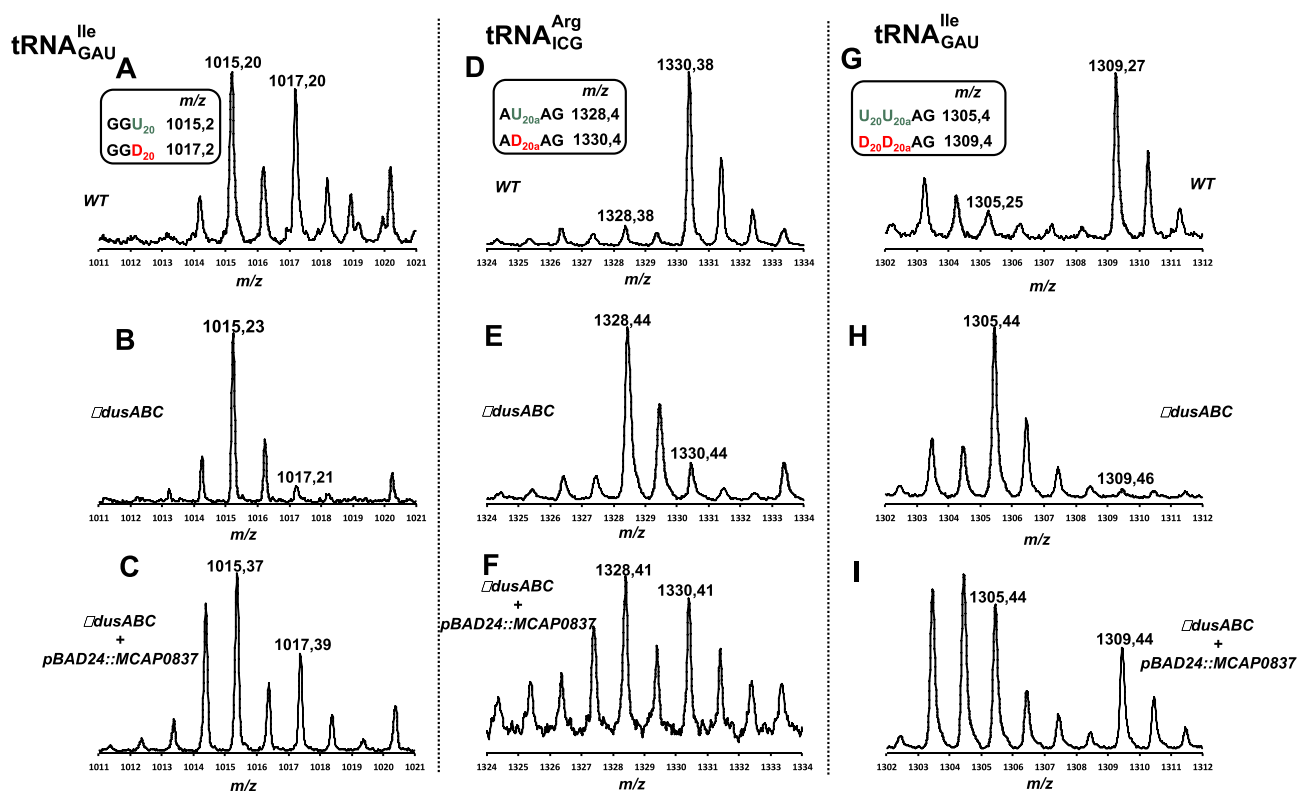 tRNA Ile GAU
A
1015,20
1017,20
m/z
GGU20 1015,2
GGD20 1017,2
WT
1011 1012 1013 1014 1015 1016 1017 1018 1019 1020 1021
m/z
tRNA Arg ICG
D
1330,38
m/z
AU20aAG 1328,4
AD20aAG 1330,4
WT
1328,38
1324 1325 1326 1327 1328 1329 1330 1331 1332 1333 1334
m/z
tRNA Ile GAU
G
1309,27
m/z
U20U20aAG 1305,4
D20D20aAG 1309,4
1305,25
WT
1302 1303 1304 1305 1306 1307 1308 1309 1310 1311 1312
m/z
B
1015,23
□dusABC
1017,21
1011 1012 1013 1014 1015 1016 1017 1018 1019 1020 1021
m/z
E
1328,44
□dusABC
1330,44
1324 1325 1326 1327 1328 1329 1330 1331 1332 1333 1334
m/z
H
1305,44
□dusABC
1309,46
1302 1303 1304 1305 1306 1307 1308 1309 1310 1311 1312
m/z
C
1015,37
□dusABC
+
pBAD24::MCAP0837
1017,39
1011 1012 1013 1014 1015 1016 1017 1018 1019 1020 1021
m/z
F
1328,41
□dusABC
1330,41
+
pBAD24::MCAP0837
1324 1325 1326 1327 1328 1329 1330 1331 1332 1333 1334
m/z
I
1305,44
□dusABC
+
1309,44
pBAD24::MCAP0837
1302 1303 1304 1305 1306 1307 1308 1309 1310 1311 1312
m/z